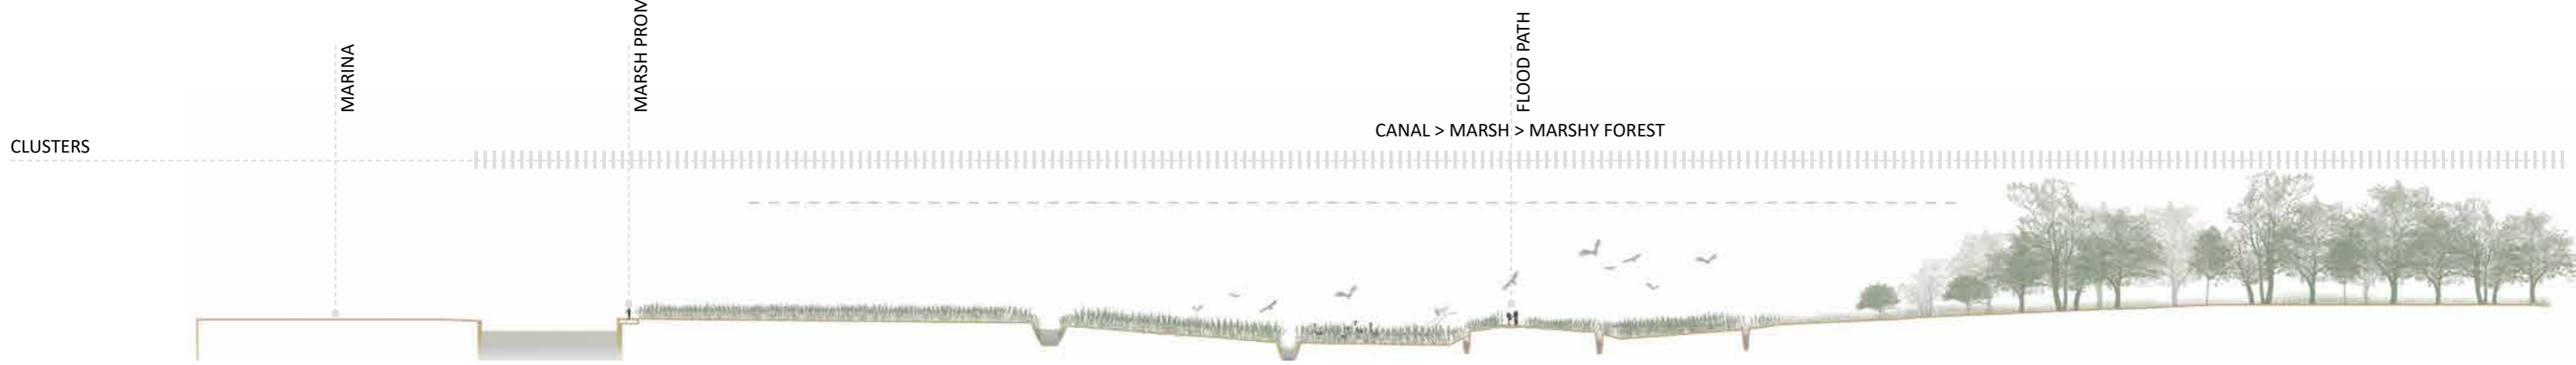 MARINA
MARSH PROM
FLOOD PATH
CANAL > MARSH > MARSHY FOREST
CLUSTERS